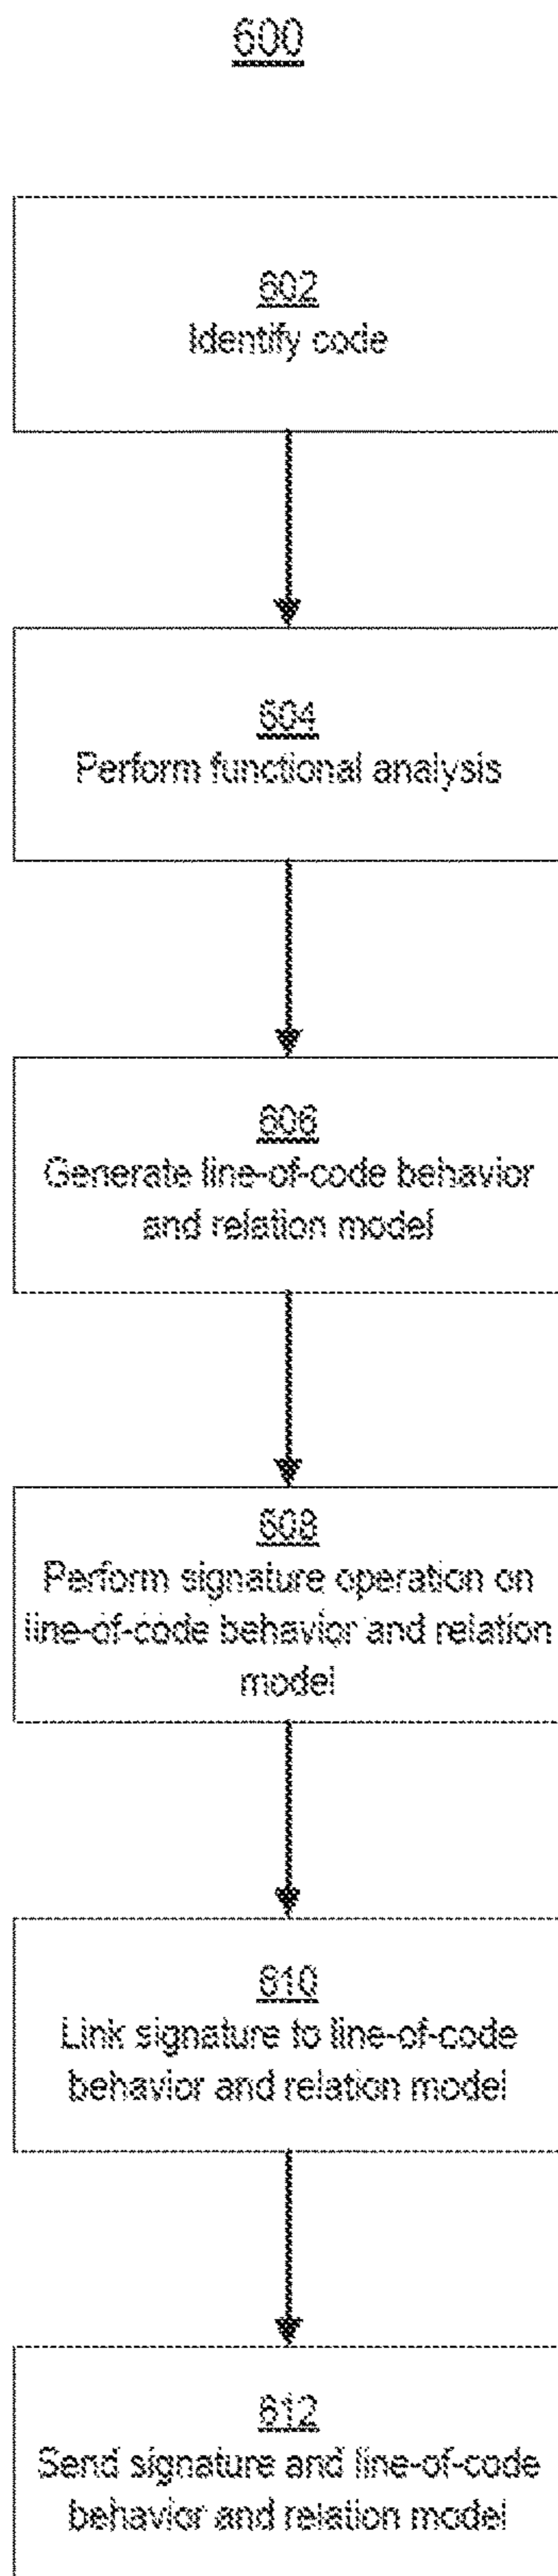 600
602
Identify code
604
Perform functional analysis
606
Generate line-of-code behavior
and relation model
608
Perform signature operation on
line-of-code behavior and relation
model
610
Link signature to line-of-code
behavior and relation model
612
Send signature and line-of-code
behavior and relation model